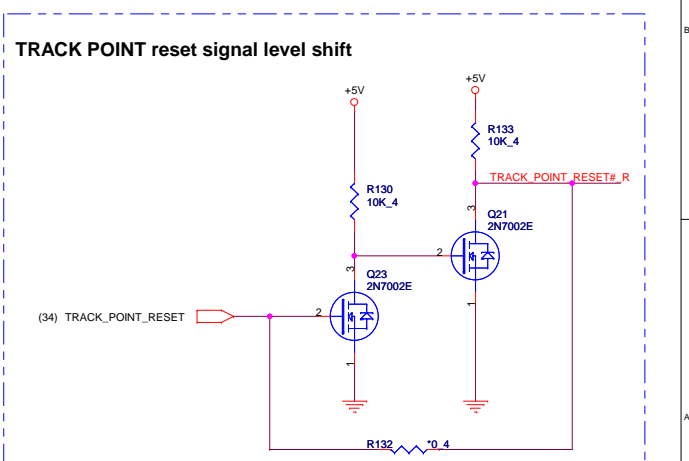 B
TRACK POINT reset signal level shift
+5V
+5V
R133
10K_4
TRACK_POINT_RESET#_R
R130
10K_4
3
Q21
2N7002E
2
3
Q23
2N7002E
1
(34) TRACK_POINT_RESET
2
1
A
R132 *0_4